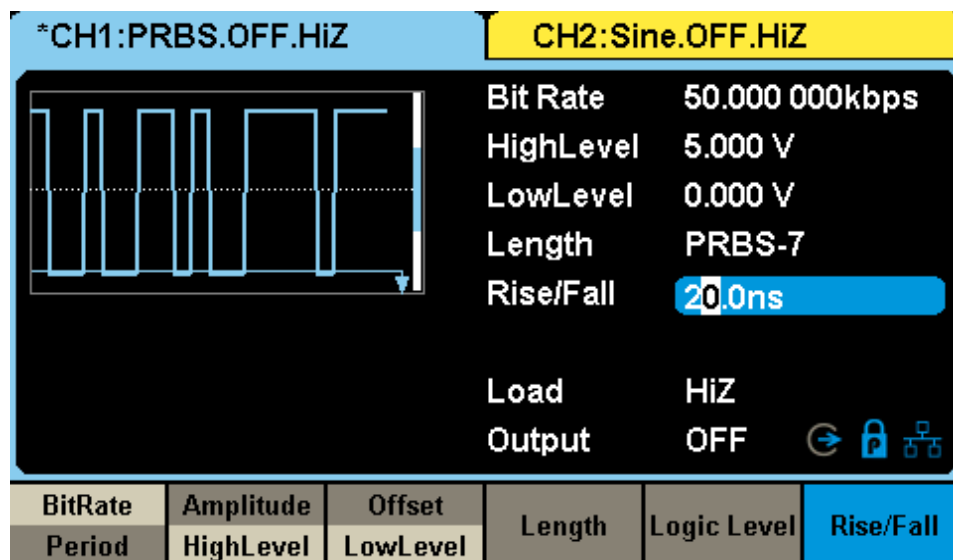 *CH1:PRBS.OFF.HiZ
CH2:Sine.OFF.HiZ
Bit Rate 50.000 000kbps
HighLevel 5.000 V
LowLevel 0.000 V
Length PRBS-7
Rise/Fall 20.0ns
Load HiZ
Output OFF
P
BitRate
Period
Amplitude
HighLevel
Offset
LowLevel
Length
Logic Level
Rise/Fall